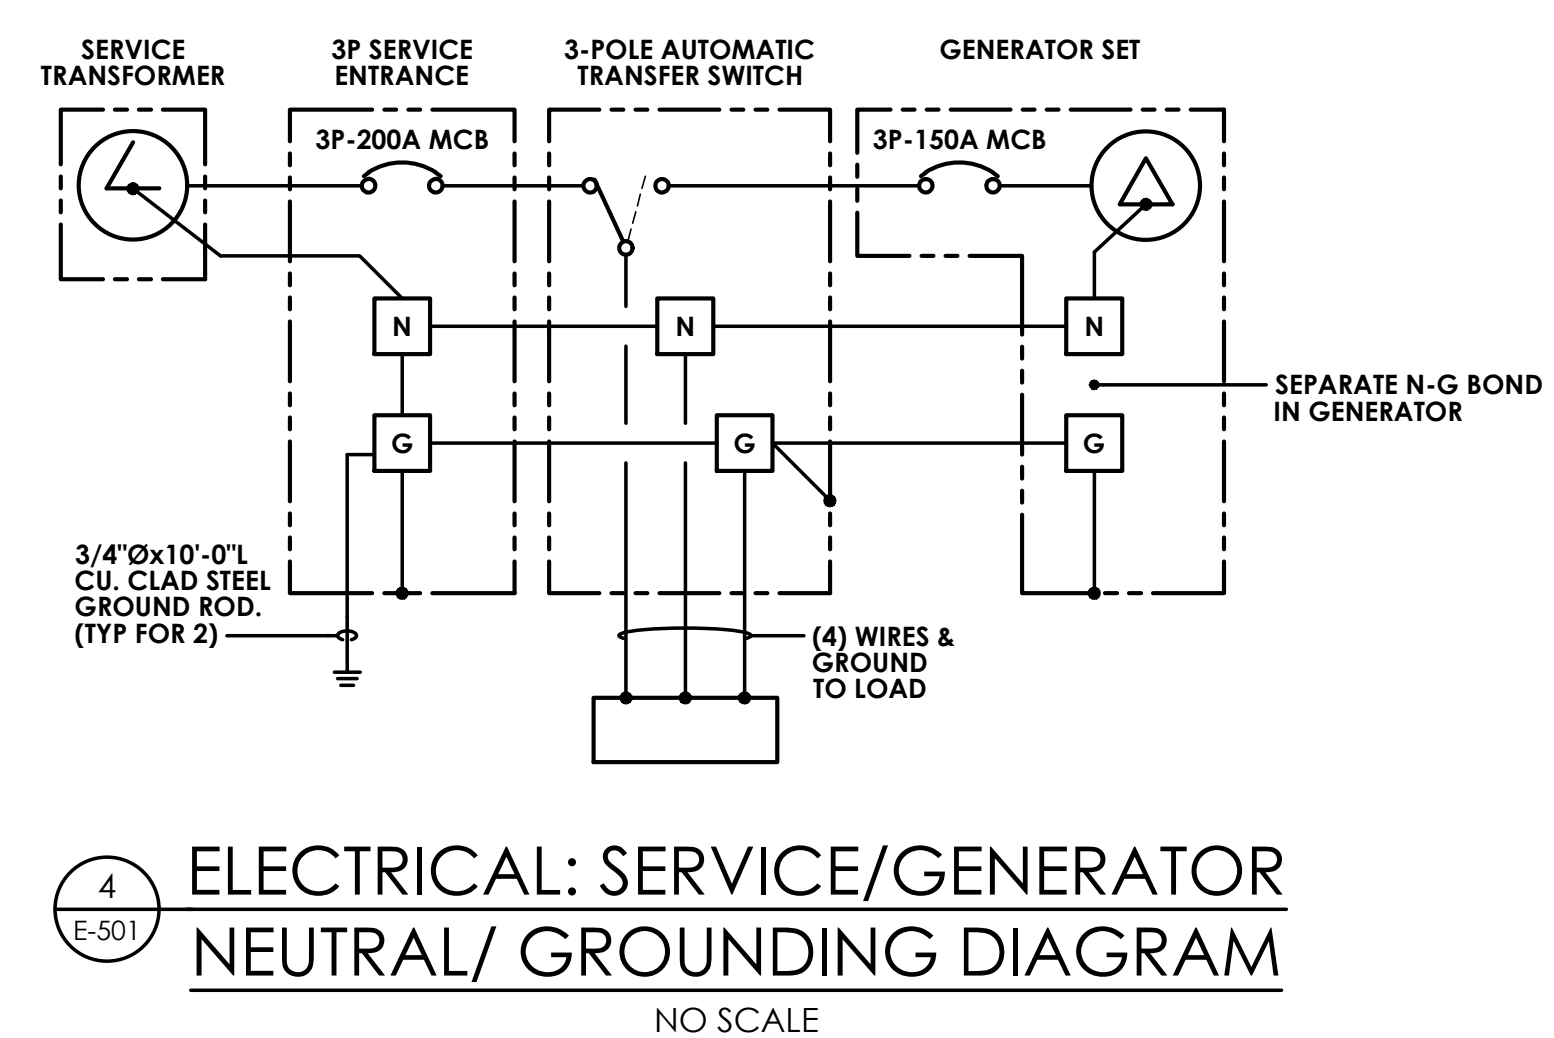 SERVICE
TRANSFORMER
3P SERVICE
ENTRANCE
3-POLE AUTOMATIC
TRANSFER SWITCH
GENERATOR SET
3P-200A MCB
3P-150A MCB
N
N
N
SEPARATE N-G BOND
IN GENERATOR
G
G
G
3/4"Øx10'-0"L
CU. CLAD STEEL
GROUND ROD.
(TYP FOR 2)
(4) WIRES &
GROUND
TO LOAD
4
E-501
ELECTRICAL: SERVICE/GENERATOR
NEUTRAL/ GROUNDING DIAGRAM
NO SCALE